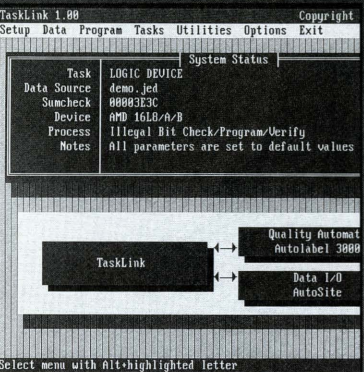 TaskLink 1.00 Copyright
Setup Data Program Tasks Utilities Options Exit
System Status
Task LOGIC DEVICE
Data Source demo.jed
Sumcheck 00003E3C
Device AMD 16L8/A/B
Process Illegal Bit Check/Program/Verify
Notes All parameters are set to default values
Quality Automat
Autolabel 3000
TaskLink
Data I/O
AutoSite
Select menu with Alt+highlighted letter